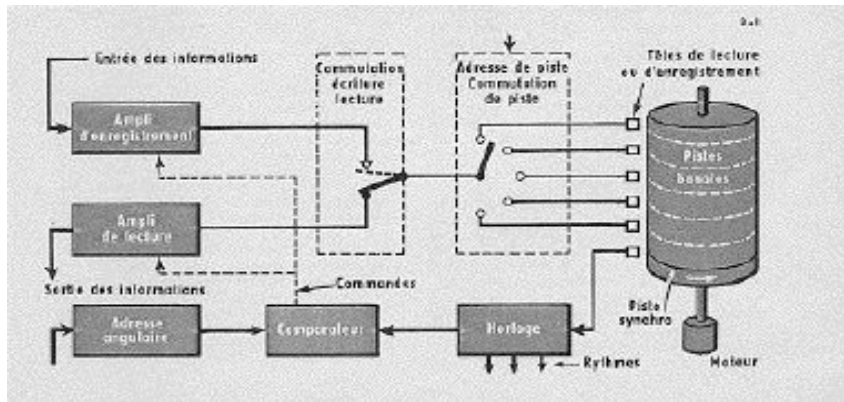 Entrée des informations
Ampli
d'enregistrement
Ampli
de lecture
Sortie des informations
Adresse
angulaire
Commutation
écriture
lecture
Commandes
Comparateur
Adresse de piste
Commutation
de piste
Horloge
Rythmes
Têtes de lecture
ou d'enregistrement
Pistes
banales
Piste
synchro
Moteur